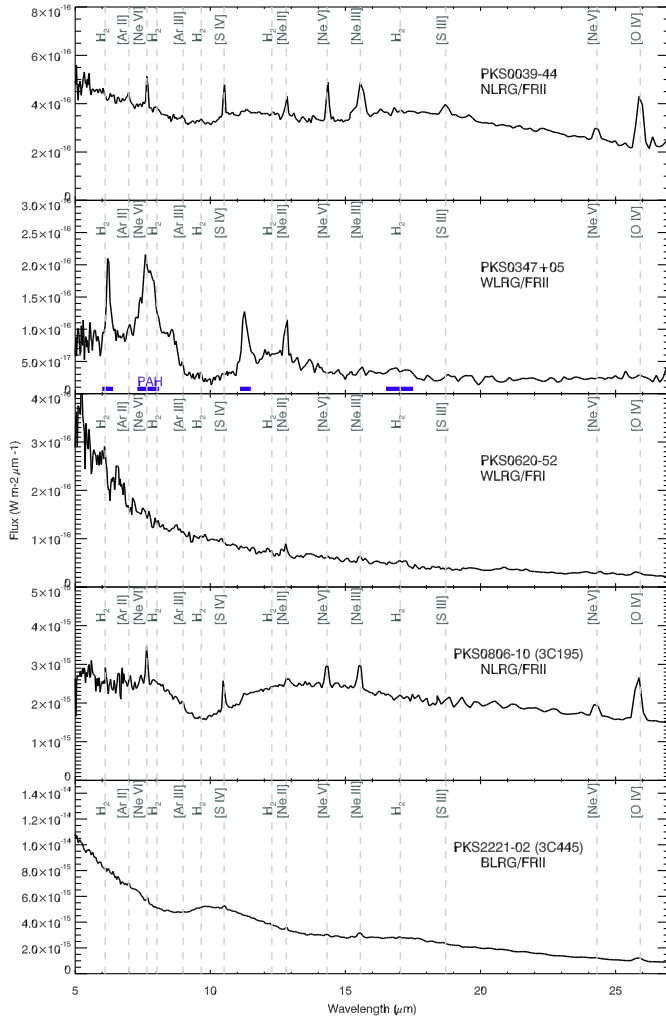 8×10⁻¹⁶
6×10⁻¹⁶
4×10⁻¹⁶
2×10⁻¹⁶
0
H₂ [Ar II] [Ne VI] H₂ [Ar III] H₂ [S IV] H₂ [Ne II] [Ne V] [Ne III] H₂ [S III] [Ne V] [O IV]
PKS0039-44
NLRG/FRII
3.0×10⁻¹⁶
2.5×10⁻¹⁶
2.0×10⁻¹⁶
1.5×10⁻¹⁶
1.0×10⁻¹⁶
5.0×10⁻¹⁷
0
H₂ [Ar II] [Ne VI] H₂ [Ar III] H₂ [S IV] H₂ [Ne II] [Ne V] [Ne III] H₂ [S III] [Ne V] [O IV]
PKS0347+05
WLRG/FRII
PAH
4×10⁻¹⁶
3×10⁻¹⁶
2×10⁻¹⁶
1×10⁻¹⁶
0
H₂ [Ar II] [Ne VI] H₂ [Ar III] H₂ [S IV] H₂ [Ne II] [Ne V] [Ne III] H₂ [S III] [Ne V] [O IV]
PKS0620-52
WLRG/FRI
Flux (W m-2 μm -1)
5×10⁻¹⁵
4×10⁻¹⁵
3×10⁻¹⁵
2×10⁻¹⁵
1×10⁻¹⁵
0
H₂ [Ar II] [Ne VI] H₂ [Ar III] H₂ [S IV] H₂ [Ne II] [Ne V] [Ne III] H₂ [S III] [Ne V] [O IV]
PKS0806-10 (3C195)
NLRG/FRII
1.4×10⁻¹⁴
1.2×10⁻¹⁴
1.0×10⁻¹⁴
8.0×10⁻¹⁵
6.0×10⁻¹⁵
4.0×10⁻¹⁵
2.0×10⁻¹⁵
0
H₂ [Ar II] [Ne VI] H₂ [Ar III] H₂ [S IV] H₂ [Ne II] [Ne V] [Ne III] H₂ [S III] [Ne V] [O IV]
PKS2221-02 (3C445)
BLRG/FRII
5 10 15 20 25
Wavelength (μm)